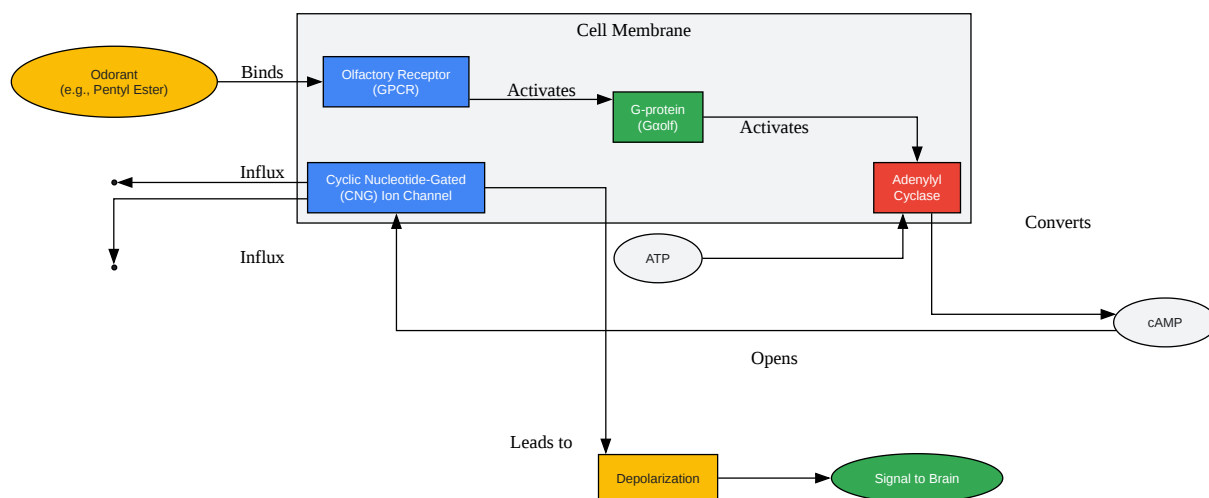 Cell Membrane
Odorant
(e.g., Pentyl Ester)
Binds
Olfactory Receptor
(GPCR)
Activates
G-protein
(Gαolf)
Activates
Influx
Cyclic Nucleotide-Gated
(CNG) Ion Channel
Adenylyl
Cyclase
Converts
Influx
ATP
cAMP
Opens
Leads to
Depolarization
Signal to Brain